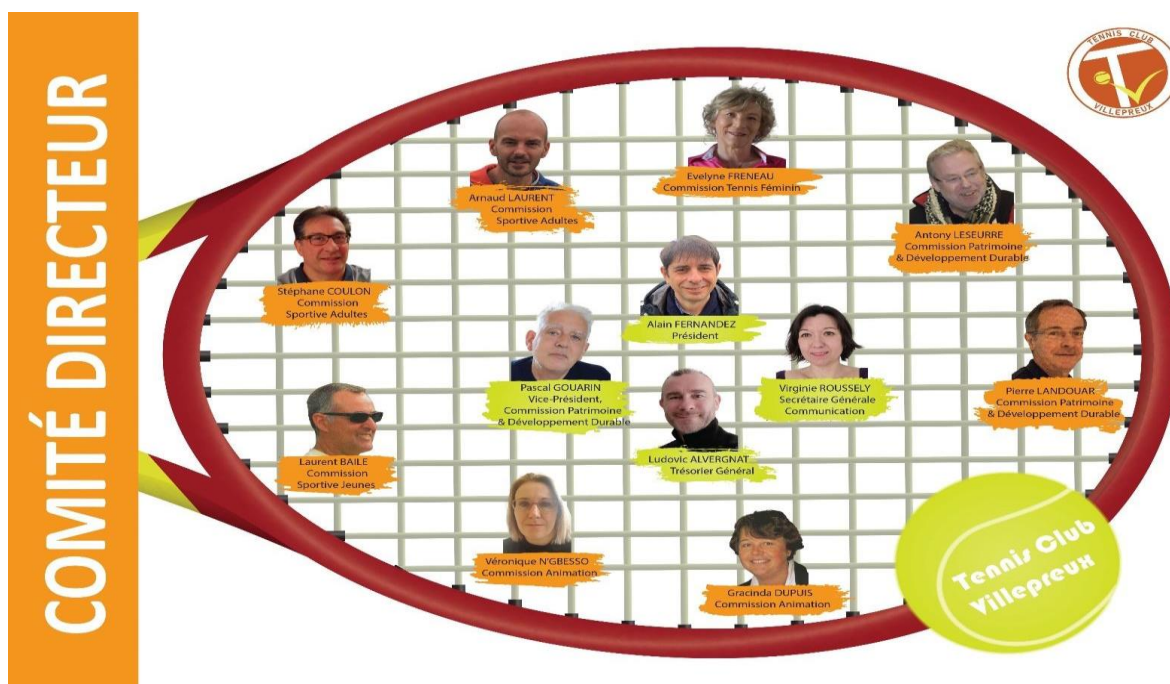 COMITÉ DIRECTEUR
TENNIS CLUB
VILLEPREUX
Arnaud LAURENT
Commission
Sportive Adultes
Evelyne FRENEAU
Commission Tennis Féminin
Antony LESEURRE
Commission Patrimoine
& Développement Durable
Stéphane COULON
Commission
Sportive Adultes
Alain FERNANDEZ
Président
Pascal GOUARIN
Vice-Président,
Commission Patrimoine
& Développement Durable
Virginie ROUSSELY
Secrétaire Générale
Communication
Pierre LANDOUAR
Commission Patrimoine
& Développement Durable
Laurent BAILE
Commission
Sportive Jeunes
Ludovic ALVERGNAT
Trésorier Général
Véronique N'GBESSO
Commission Animation
Gracinda DUPUIS
Commission Animation
Tennis Club
Villepreux